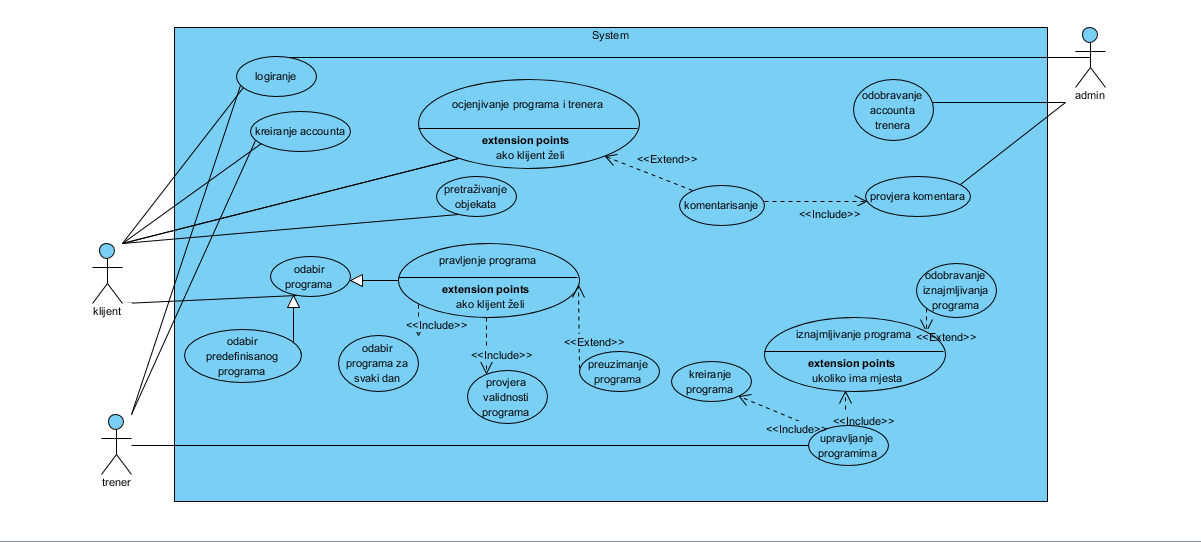 System
admin
logiranje
kreiranje accounta
ocjenjivanje programa i trenera
extension points
ako klijent želi
odobravanje
accounta
trenera
<<Extend>>
pretraživanje
objekata
komentarisanje
<<Include>>
provjera komentara
klijent
odabir
programa
pravljenje programa
extension points
ako klijent želi
odobravanje
iznajmljivanja
programa
<<Include>>
<<Extend>>
<<Include>>
<<Extend>>
odabir
predefinisanog
programa
odabir
programa za
svaki dan
provjera
validnosti
programa
preuzimanje
programa
iznajmljivanje programa
extension points
ukoliko ima mjesta
kreiranje
programa
<<Include>>
<<Include>>
upravljanje
programima
trener